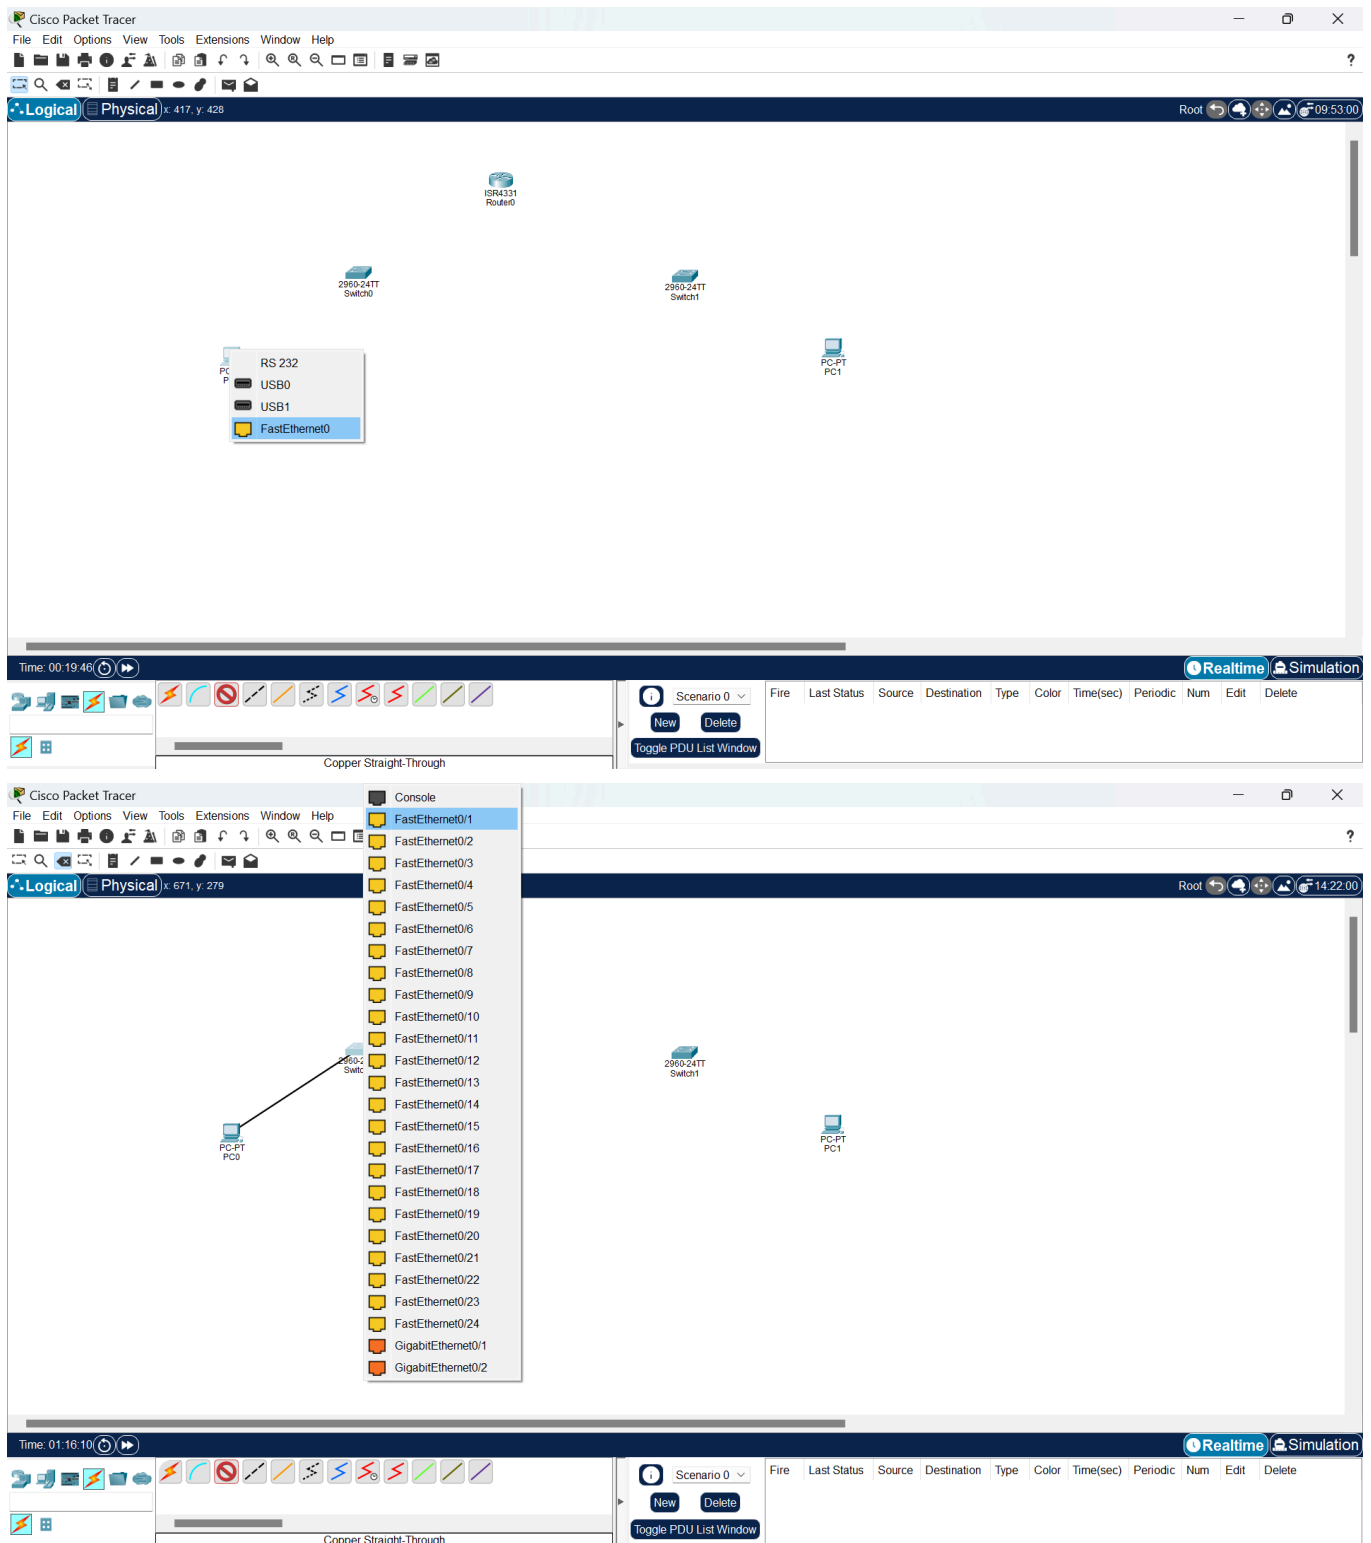 Cisco Packet Tracer
File Edit Options View Tools Extensions Window Help
?
Logical Physical x: 417, y: 428 Root 09:53:00
ISR4331
Router0
2960-24TT
Switch0
2960-24TT
Switch1
PC-PT
PC1
PC
P
RS 232
USB0
USB1
FastEthernet0
Time: 00:19:46 Realtime Simulation
Scenario 0 Fire Last Status Source Destination Type Color Time(sec) Periodic Num Edit Delete
New Delete
Toggle PDU List Window
Copper Straight-Through
Cisco Packet Tracer
File Edit Options View Tools Extensions Window Help
?
Logical Physical x: 671, y: 279 Root 14:22:00
Console
FastEthernet0/1
FastEthernet0/2
FastEthernet0/3
FastEthernet0/4
FastEthernet0/5
FastEthernet0/6
FastEthernet0/7
FastEthernet0/8
FastEthernet0/9
FastEthernet0/10
FastEthernet0/11
FastEthernet0/12
FastEthernet0/13
FastEthernet0/14
FastEthernet0/15
FastEthernet0/16
FastEthernet0/17
FastEthernet0/18
FastEthernet0/19
FastEthernet0/20
FastEthernet0/21
FastEthernet0/22
FastEthernet0/23
FastEthernet0/24
GigabitEthernet0/1
GigabitEthernet0/2
2960-2
Switc
2960-24TT
Switch1
PC-PT
PC0
PC-PT
PC1
Time: 01:16:10 Realtime Simulation
Scenario 0 Fire Last Status Source Destination Type Color Time(sec) Periodic Num Edit Delete
New Delete
Toggle PDU List Window
Copper Straight-Through